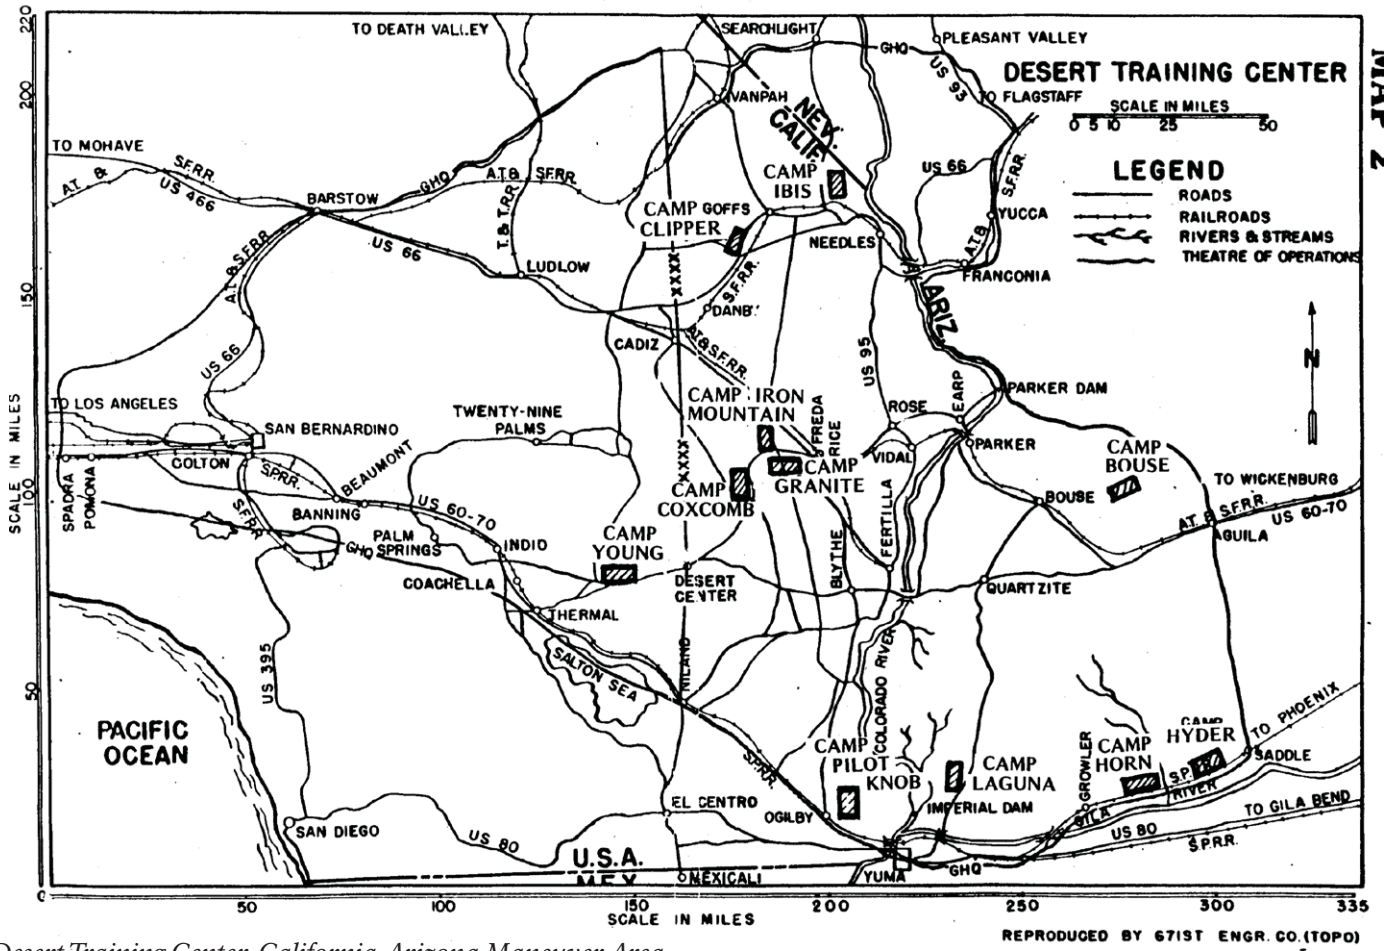 MAP 2
DESERT TRAINING CENTER
SCALE IN MILES
0 5 10 25 50
LEGEND
ROADS
RAILROADS
RIVERS & STREAMS
THEATRE OF OPERATIONS
N
220
200
150
100
50
0
SCALE IN MILES
TO DEATH VALLEY
SEARCHLIGHT
GHQ
PLEASANT VALLEY
US 93
TO FLAGSTAFF
IVANPAH
NEV.
CALIF.
TO MOHAVE
A.T. &
S.F.R.R.
US 466
BARSTOW
GHQ
A.T.& S.F.R.R.
T. & T. R.R.
CAMP
IBIS
US 66
S.F.R.R.
YUCCA
A.T.&
FRANCONIA
CAMP
CLIPPER
GOFFS
NEEDLES
A.T. & S.F.R.R.
US 66
LUDLOW
XXXX
S.F.R.R.
DANB
ARIZ.
CADIZ
A.T.& S.F.RR.
US 95
US 66
PARKER DAM
TO LOS ANGELES
SAN BERNARDINO
TWENTY-NINE
PALMS
CAMP IRON
MOUNTAIN
FREDA
RICE
ROSE
EARP
PARKER
VIDAL
COLTON
S.P.R.R.
BEAUMONT
XXXX
CAMP
GRANITE
CAMP
BOUSE
TO WICKENBURG
SPADRA
POMONA
BANNING
US 60-70
CAMP
COXCOMB
FERTILLA
BOUSE
A.T. & S.F.R.R.
US 60-70
AGUILA
S.F.R.R.
GHQ
PALM
SPRINGS
INDIO
CAMP
YOUNG
BLYTHE
COACHELLA
DESERT
CENTER
QUARTZITE
THERMAL
SALTON SEA
NILAND
COLORADO RIVER
US 395
PACIFIC
OCEAN
S.P.R.R.
CAMP
PILOT
KNOB
CAMP
LAGUNA
GROWLER
CAMP
HORN
CAMP
HYDER
TO PHOENIX
SADDLE
S.P.
RIVER
GILA
EL CENTRO
OGILBY
IMPERIAL DAM
TO GILA BEND
SAN DIEGO
US 80
US 80
S.P.R.R.
U.S.A.
MEX.
MEXICALI
YUMA
GHQ
50 100 150 200 250 300 335
SCALE IN MILES
REPRODUCED BY 671ST ENGR. CO.(TOPO)
Desert Training Center, California-Arizona Maneuver Area